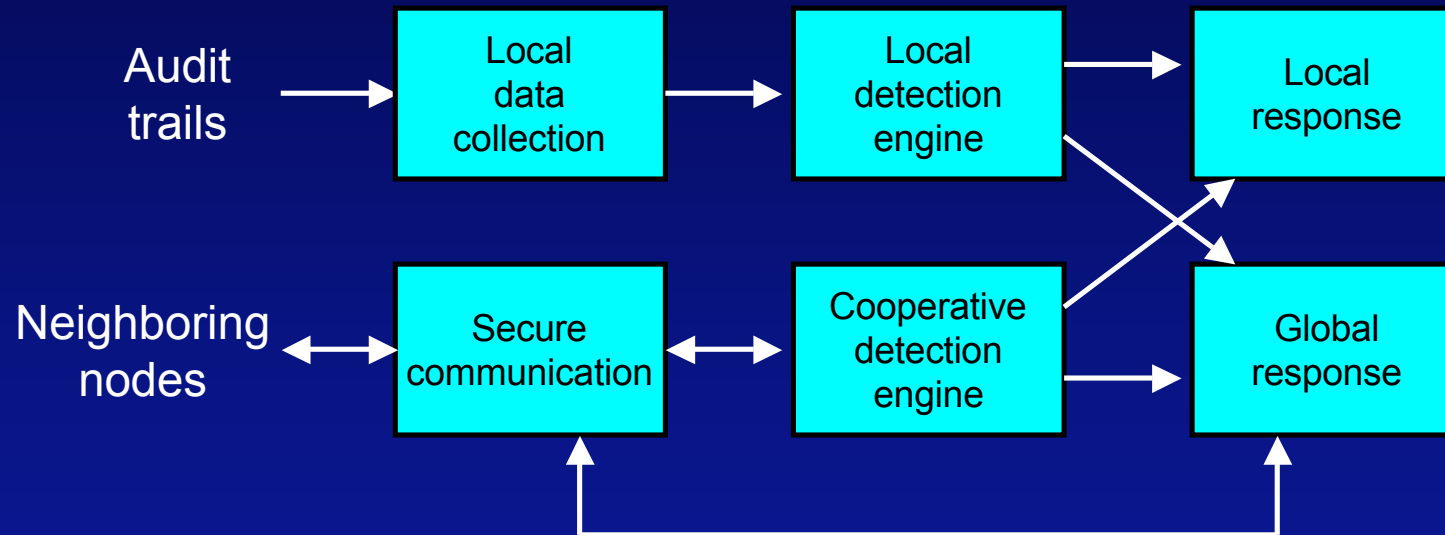 Audit
trails
Local
data
collection
Local
detection
engine
Local
response
Neighboring
nodes
Secure
communication
Cooperative
detection
engine
Global
response